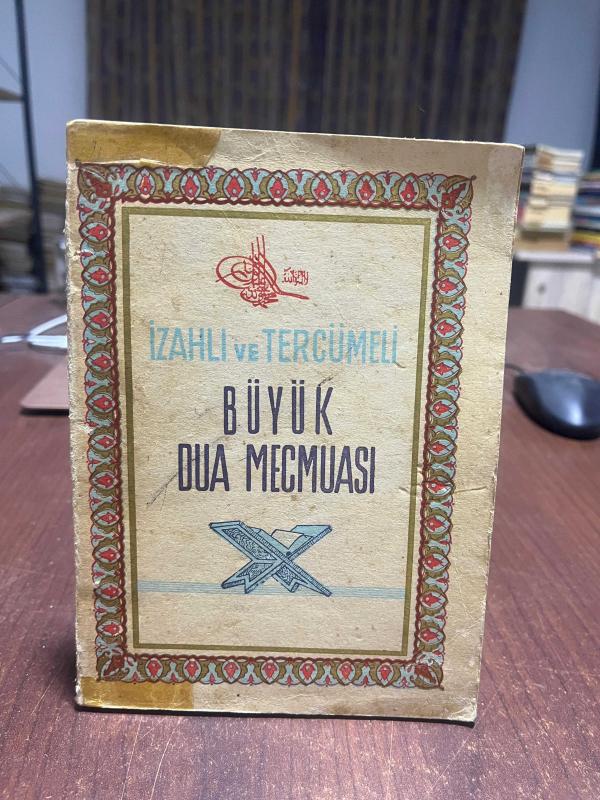 İZAHLI VE TERCÜMELİ
BÜYÜK
DUA MECMUASI